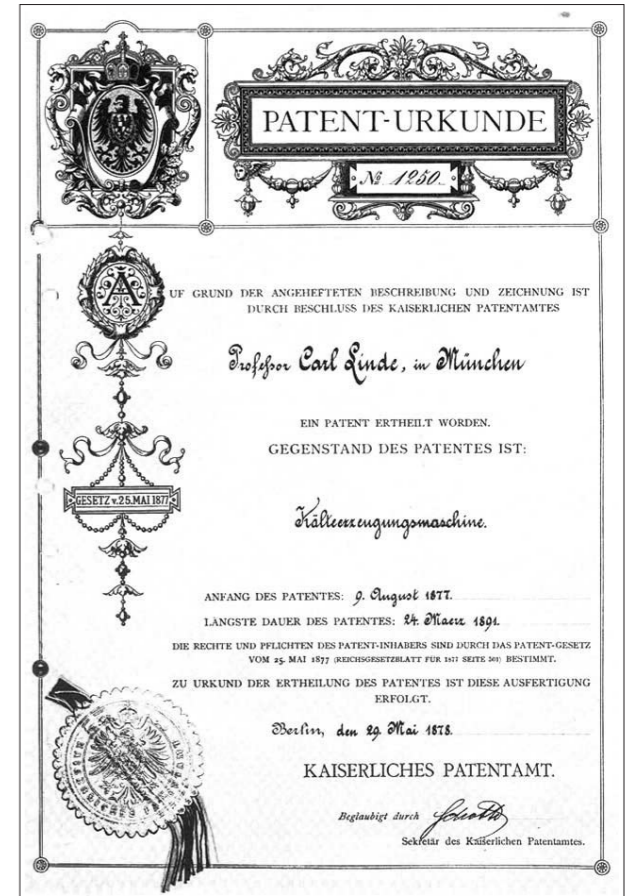 PATENT-URKUNDE
№ 1250.
AUF GRUND DER ANGEHEFTETEN BESCHREIBUNG UND ZEICHNUNG IST
DURCH BESCHLUSS DES KAISERLICHEN PATENTAMTES
Professor Carl Linde, in München
EIN PATENT ERTHEILT WORDEN.
GEGENSTAND DES PATENTES IST:
GESETZ v. 25. MAI 1877
Kälteerzeugungsmaschine.
ANFANG DES PATENTES: 9. August 1877.
LÄNGSTE DAUER DES PATENTES: 24. Maerz 1891.
DIE RECHTE UND PFLICHTEN DES PATENT-INHABERS SIND DURCH DAS PATENT-GESETZ
VOM 25. MAI 1877 (REICHSGESETZBLATT FÜR 1877 SEITE 501) BESTIMMT.
ZU URKUND DER ERTHEILUNG DES PATENTES IST DIESE AUSFERTIGUNG
ERFOLGT.
Berlin, den 29. Mai 1878.
KAISERLICHES PATENTAMT.
Beglaubigt durch
Sekretär des Kaiserlichen Patentamtes.